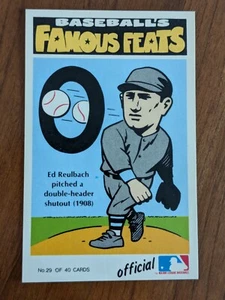 BASEBALL'S
FAMOUS FEATS
Ed Reulbach
pitched a
double-header
shutout (1908)
No. 29 OF 40 CARDS
official